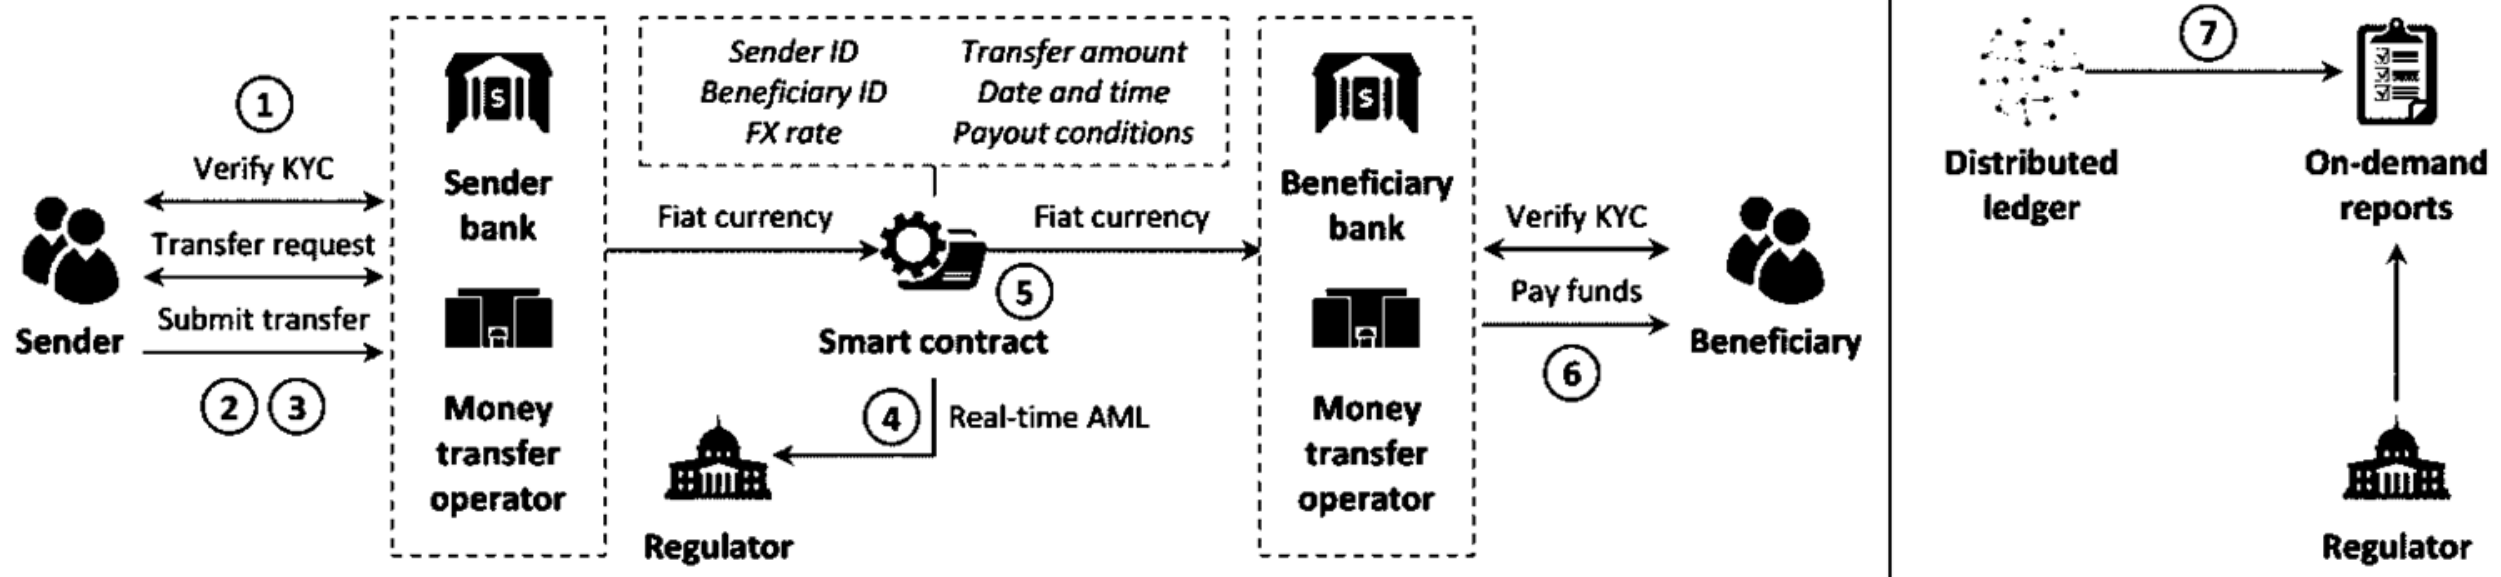 1
Verify KYC
Transfer request
Submit transfer
2 3
Sender
Sender
bank
Money
transfer
operator
Sender ID Transfer amount
Beneficiary ID Date and time
FX rate Payout conditions
Fiat currency
Fiat currency
5
Smart contract
4
Real-time AML
Regulator
Beneficiary
bank
Money
transfer
operator
Verify KYC
Pay funds
6
Beneficiary
7
Distributed
ledger
On-demand
reports
Regulator